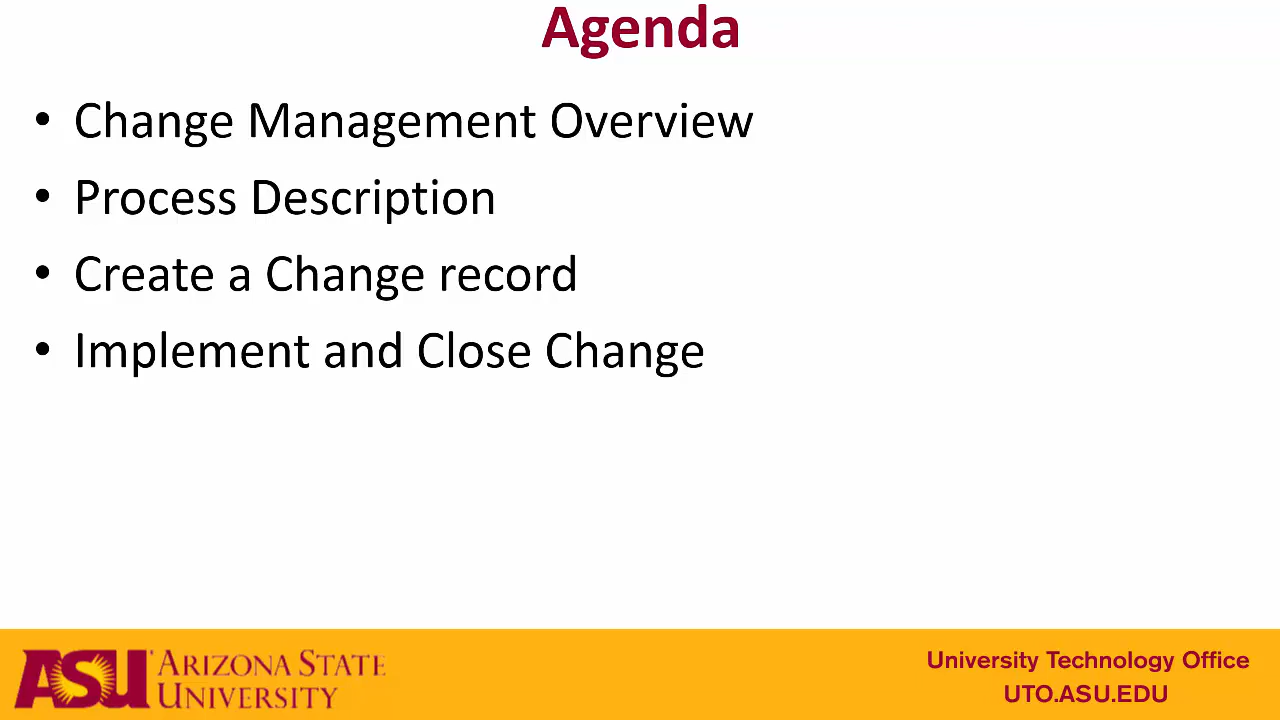 Agenda
• Change Management Overview
• Process Description
• Create a Change record
• Implement and Close Change
ASU ARIZONA STATE
UNIVERSITY
University Technology Office
UTO.ASU.EDU